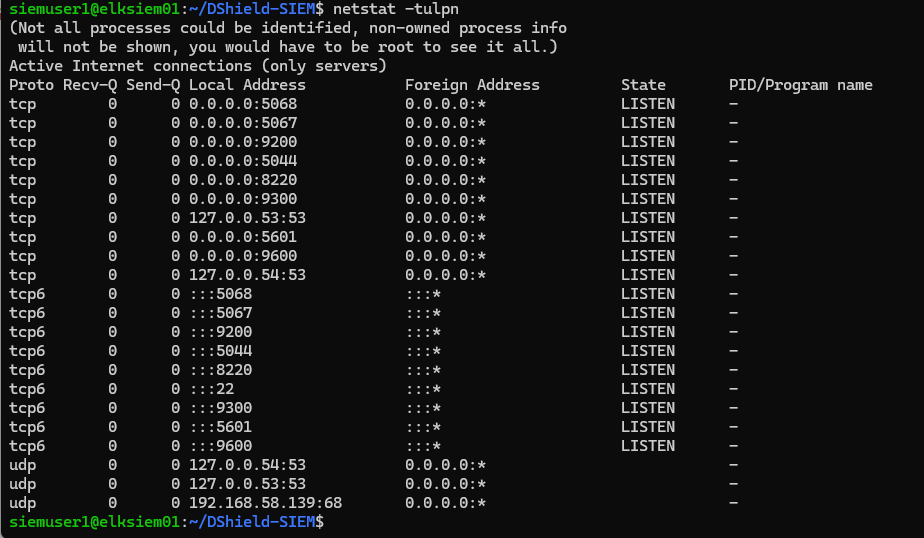 siemuser1@elksiem01:~/DShield-SIEM$ netstat -tulpn
(Not all processes could be identified, non-owned process info
 will not be shown, you would have to be root to see it all.)
Active Internet connections (only servers)
Proto Recv-Q Send-Q Local Address           Foreign Address         State       PID/Program name
tcp        0      0 0.0.0.0:5068            0.0.0.0:*               LISTEN      -
tcp        0      0 0.0.0.0:5067            0.0.0.0:*               LISTEN      -
tcp        0      0 0.0.0.0:9200            0.0.0.0:*               LISTEN      -
tcp        0      0 0.0.0.0:5044            0.0.0.0:*               LISTEN      -
tcp        0      0 0.0.0.0:8220            0.0.0.0:*               LISTEN      -
tcp        0      0 0.0.0.0:9300            0.0.0.0:*               LISTEN      -
tcp        0      0 127.0.0.53:53           0.0.0.0:*               LISTEN      -
tcp        0      0 0.0.0.0:5601            0.0.0.0:*               LISTEN      -
tcp        0      0 0.0.0.0:9600            0.0.0.0:*               LISTEN      -
tcp        0      0 127.0.0.54:53           0.0.0.0:*               LISTEN      -
tcp6       0      0 :::5068                 :::*                    LISTEN      -
tcp6       0      0 :::5067                 :::*                    LISTEN      -
tcp6       0      0 :::9200                 :::*                    LISTEN      -
tcp6       0      0 :::5044                 :::*                    LISTEN      -
tcp6       0      0 :::8220                 :::*                    LISTEN      -
tcp6       0      0 :::22                   :::*                    LISTEN      -
tcp6       0      0 :::9300                 :::*                    LISTEN      -
tcp6       0      0 :::5601                 :::*                    LISTEN      -
tcp6       0      0 :::9600                 :::*                    LISTEN      -
udp        0      0 127.0.0.54:53           0.0.0.0:*                           -
udp        0      0 127.0.0.53:53           0.0.0.0:*                           -
udp        0      0 192.168.58.139:68       0.0.0.0:*                           -
siemuser1@elksiem01:~/DShield-SIEM$